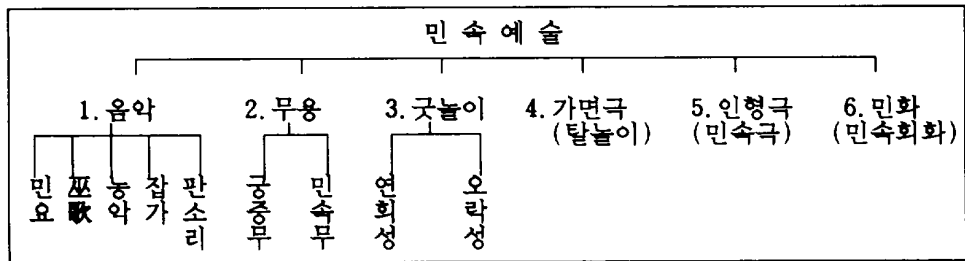 민 속 예 술
1. 음악
2. 무용
3. 굿놀이
4. 가면극
(탈놀이)
5. 인형극
(민속극)
6. 민화
(민속회화)
민요
巫歌
농악
잡가
판소리
궁중무
민속무
연희성
오락성